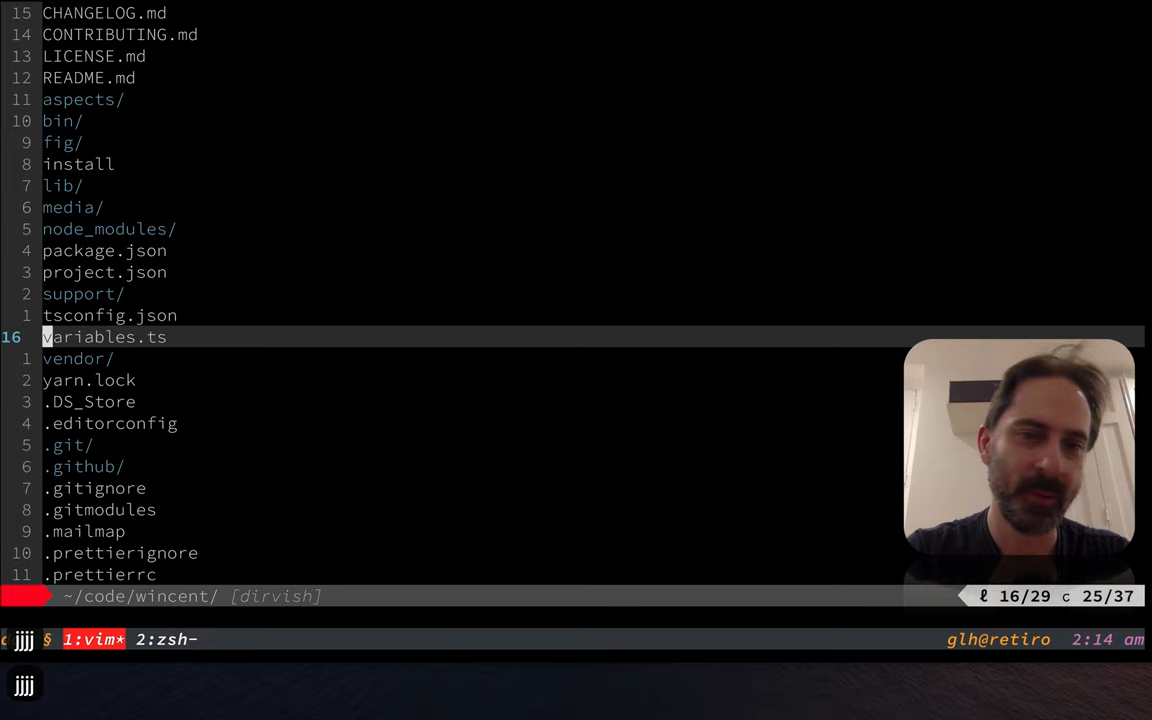 15 CHANGELOG.md
14 CONTRIBUTING.md
13 LICENSE.md
12 README.md
11 aspects/
10 bin/
9 fig/
8 install
7 lib/
6 media/
5 node_modules/
4 package.json
3 project.json
2 support/
1 tsconfig.json
16 variables.ts
1 vendor/
2 yarn.lock
3 .DS_Store
4 .editorconfig
5 .git/
6 .github/
7 .gitignore
8 .gitmodules
9 .mailmap
10 .prettierignore
11 .prettierrc
~/code/wincent/ [dirvish] ℓ 16/29 c 25/37
jjjj § 1:vim* 2:zsh- glh@retiro 2:14 am
jjjj